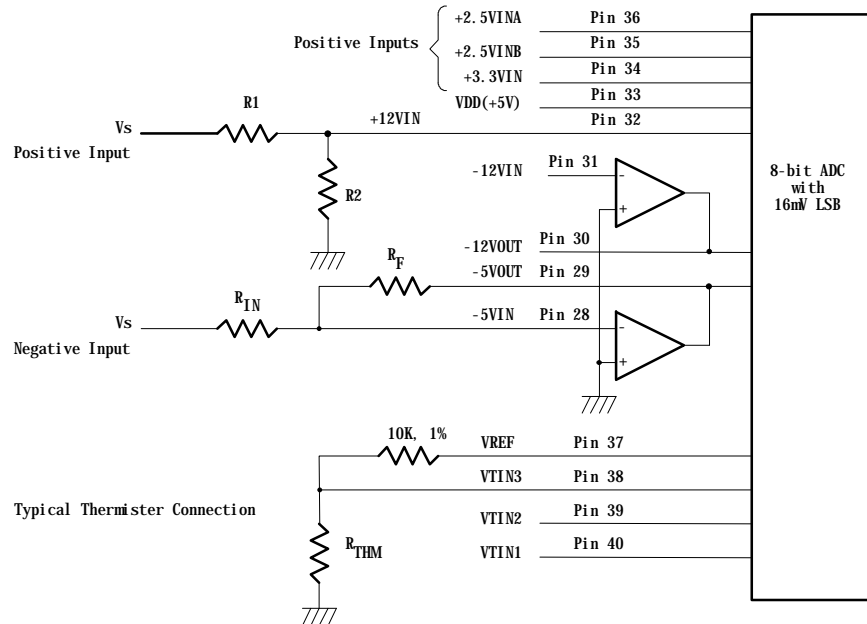 +2.5VINA Pin 36
Positive Inputs
+2.5VINB Pin 35
+3.3VIN Pin 34
VDD(+5V) Pin 33
R1
Vs +12VIN Pin 32
Positive Input
-12VIN Pin 31
8-bit ADC
with
16mV LSB
R2
-
+
-12VOUT Pin 30
RF
-5VOUT Pin 29
RIN
Vs -5VIN Pin 28
-
Negative Input
+
10K, 1% VREF Pin 37
VTIN3 Pin 38
Typical Thermister Connection
VTIN2 Pin 39
RTHM VTIN1 Pin 40